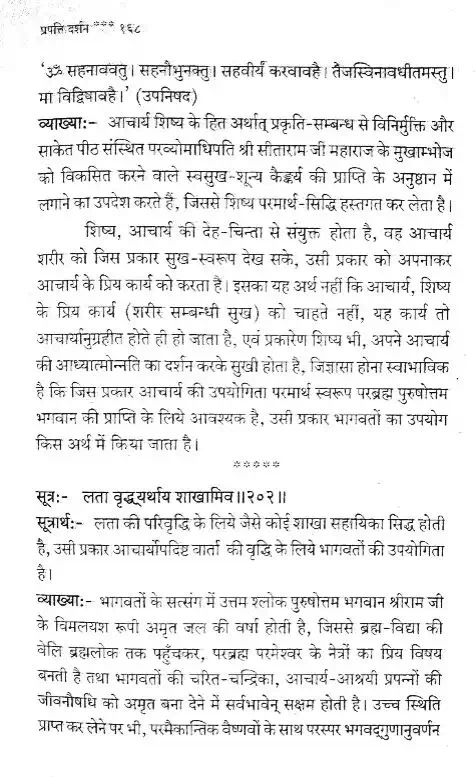 प्रपत्ति दर्शन *** १६८
'ॐ सहनाववतु। सहनौभुनक्तु। सहवीर्यं करवावहै। तैजस्विनावधीतमस्तु।
मा विद्विषावहै।' (उपनिषद)
व्याख्या:- आचार्य शिष्य के हित अर्थात् प्रकृति-सम्बन्ध से विनिर्मुक्ति और
साकेत पीठ संस्थित परव्योमाधिपति श्री सीताराम जी महाराज के मुखाम्भोज
को विकसित करने वाले स्वसुख-शून्य कैङ्कर्य की प्राप्ति के अनुष्ठान में
लगाने का उपदेश करते हैं, जिससे शिष्य परमार्थ-सिद्धि हस्तगत कर लेता है।
शिष्य, आचार्य की देह-चिन्ता से संयुक्त होता है, वह आचार्य
शरीर को जिस प्रकार सुख-स्वरूप देख सके, उसी प्रकार को अपनाकर
आचार्य के प्रिय कार्य को करता है। इसका यह अर्थ नहीं कि आचार्य, शिष्य
के प्रिय कार्य (शरीर सम्बन्धी सुख) को चाहते नहीं, यह कार्य तो
आचार्यानुग्रहीत होते ही हो जाता है, एवं प्रकारेण शिष्य भी, अपने आचार्य
की आध्यात्मोन्नति का दर्शन करके सुखी होता है, जिज्ञासा होना स्वाभाविक
है कि जिस प्रकार आचार्य की उपयोगिता परमार्थ स्वरूप परब्रह्म पुरुषोत्तम
भगवान की प्राप्ति के लिये आवश्यक है, उसी प्रकार भागवतों का उपयोग
किस अर्थ में किया जाता है।
*****
सूत्र:- लता वृद्ध्यर्थाय शाखामिव॥२०२॥
सूत्रार्थ:- लता की परिवृद्धि के लिये जैसे कोई शाखा सहायिका सिद्ध होती
है, उसी प्रकार आचार्योपदिष्ट वार्ता की वृद्धि के लिये भागवतों की उपयोगिता
है।
व्याख्या:- भागवतों के सत्संग में उत्तम श्लोक पुरुषोत्तम भगवान श्रीराम जी
के विमलयश रूपी अमृत जल की वर्षा होती है, जिससे ब्रह्म-विद्या की
वेलि ब्रह्मलोक तक पहुँचकर, परब्रह्म परमेश्वर के नेत्रों का प्रिय विषय
बनती है तथा भागवतों की चरित-चन्द्रिका, आचार्य-आश्रयी प्रपन्नों की
जीवनौषधि को अमृत बना देने में सर्वभावेन् सक्षम होती है। उच्च स्थिति
प्राप्त कर लेने पर भी, परमैकान्तिक वैष्णवों के साथ परस्पर भगवद्गुणानुवर्णन